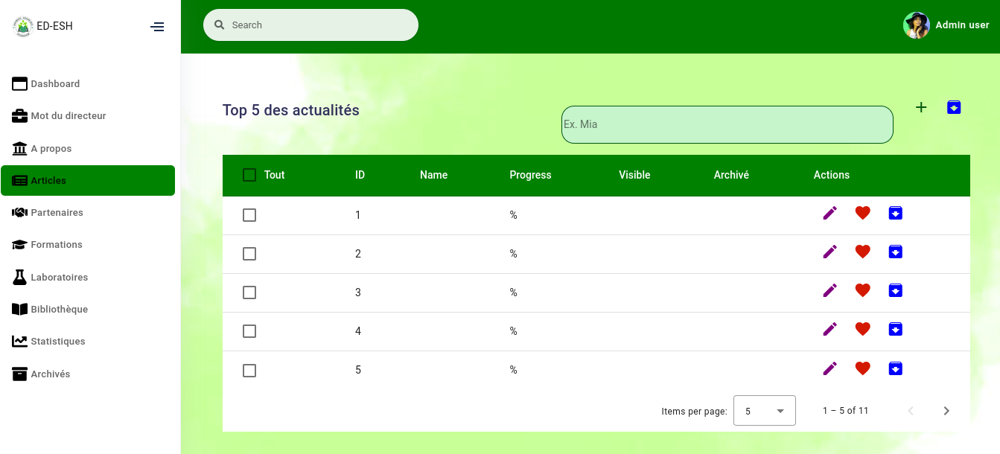 ED-ESH
Search
Admin user
Dashboard
Mot du directeur
A propos
Articles
Partenaires
Formations
Laboratoires
Bibliothèque
Statistiques
Archivés
Top 5 des actualités
Ex. Mia
Tout ID Name Progress Visible Archivé Actions
1 %
2 %
3 %
4 %
5 %
Items per page: 5 1 – 5 of 11